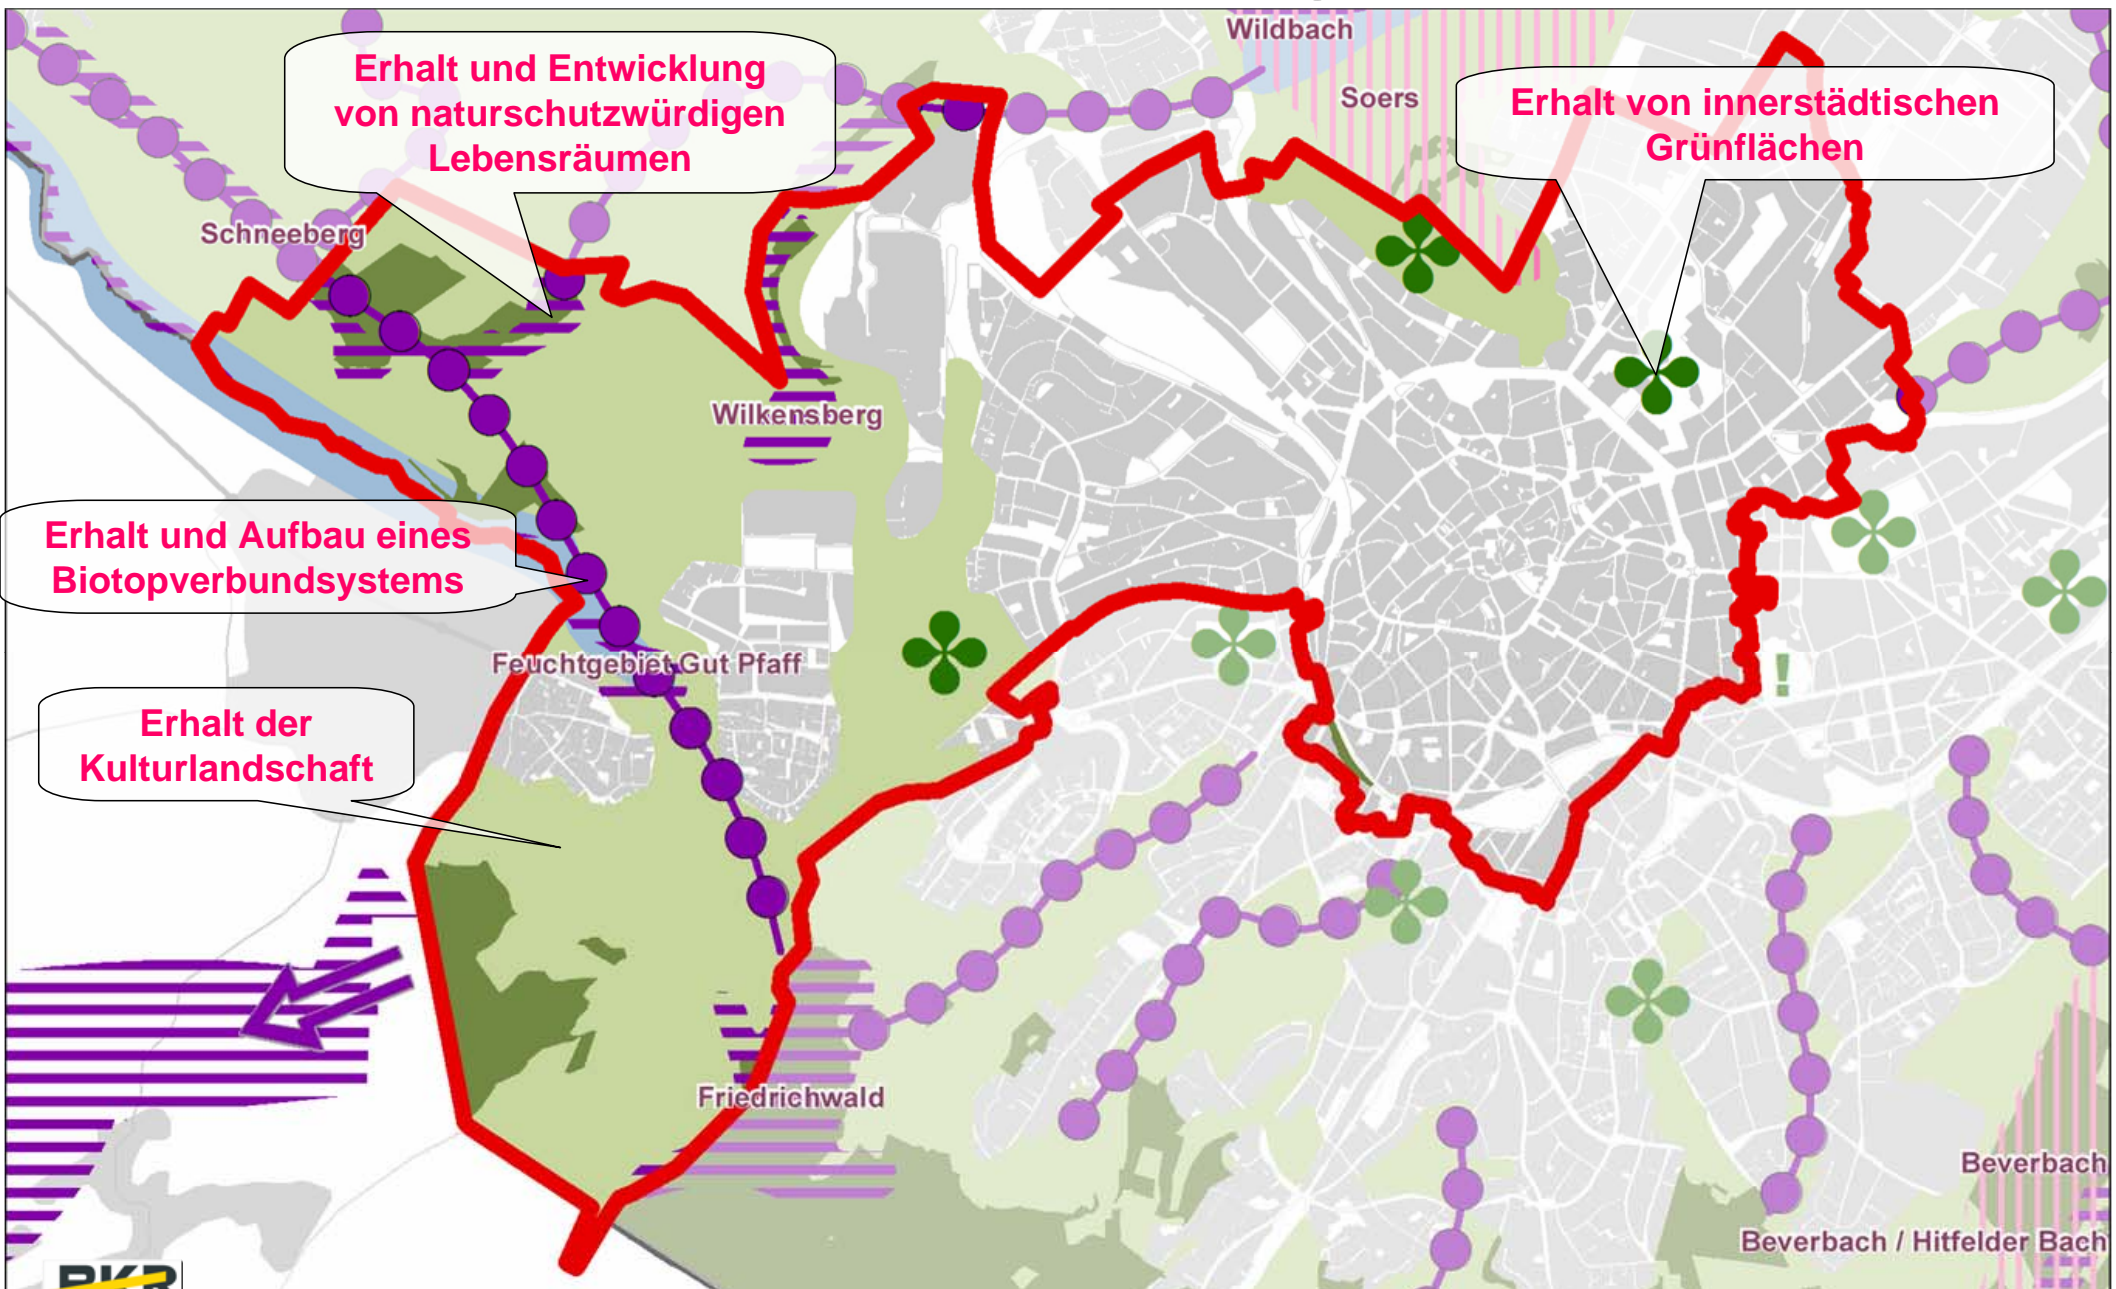 Wildbach
Erhalt und Entwicklung
von naturschutzwürdigen
Lebensräumen
Soers
Erhalt von innerstädtischen
Grünflächen
Schneeberg
Wilkensberg
Erhalt und Aufbau eines
Biotopverbundsystems
Feuchtgebiet Gut Pfaff
!
Erhalt der
Kulturlandschaft
Friedrichwald
Beverbach
Beverbach / Hitfelder Bach
BKR